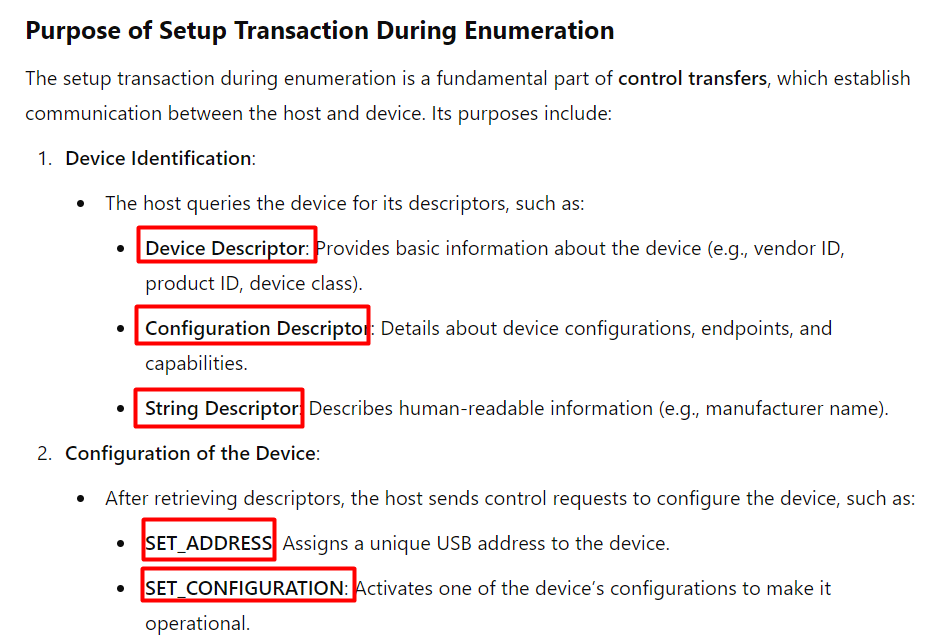 Purpose of Setup Transaction During Enumeration
The setup transaction during enumeration is a fundamental part of control transfers, which establish
communication between the host and device. Its purposes include:
1. Device Identification:
• The host queries the device for its descriptors, such as:
• Device Descriptor: Provides basic information about the device (e.g., vendor ID,
product ID, device class).
• Configuration Descriptor: Details about device configurations, endpoints, and
capabilities.
• String Descriptor: Describes human-readable information (e.g., manufacturer name).
2. Configuration of the Device:
• After retrieving descriptors, the host sends control requests to configure the device, such as:
• SET_ADDRESS: Assigns a unique USB address to the device.
• SET_CONFIGURATION: Activates one of the device’s configurations to make it
operational.